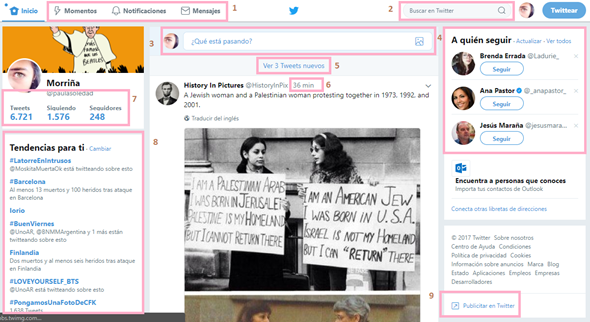 Inicio
Momentos
Notificaciones
Mensajes
1
2
Buscar en Twitter
Twittear
3
¿Qué está pasando?
4
Ver 3 Tweets nuevos
5
Morriña
@paulasoledad
Tweets Siguiendo Seguidores
6.721 1.576 248
7
8
Tendencias para ti · Cambiar
#LatorreEnIntrusos
@MoskitaMuertaOk está twitteando sobre esto
#Barcelona
Al menos 13 muertos y 100 heridos tras ataque
en Barcelona
Jorio
#BuenViernes
@UnoAR, @BNMMArgentina y 1 más están
twitteando sobre esto
Finlandia
Dos muertos y al menos seis heridos tras ataque
en Finlandia
#LOVEYOURSELF_BTS
@UnoAR está twitteando sobre esto
#PongamosUnaFotoDeCFK
1.638 Tweets
History In Pictures @HistoryInPix · 36 min
6
A Jewish woman and a Palestinian woman protesting together in 1973. 1992. and
2001.
Traducir del inglés
I AM A PALESTINIAN ARAB
I WAS BORN IN JERUSALEM
PALESTINE IS MY HOMELAND
BUT I CANNOT RETURN THERE
I AM AN AMERICAN JEW
I WAS BORN IN U.S.A.
ISRAEL IS NOT MY HOMELAND
BUT I CAN "RETURN" THERE
A quién seguir · Actualizar · Ver todos
Brenda Errada @Ladurie_
Seguir
Ana Pastor @_anapastor_
Seguir
Jesús Maraña @jesusmara...
Seguir
Encuentra a personas que conoces
Importa tus contactos de Outlook
Conecta otras libretas de direcciones
© 2017 Twitter Sobre nosotros
Centro de Ayuda Condiciones
Política de privacidad Cookies
Información sobre anuncios Marca Blog
Estado Aplicaciones Empleos Empresas
Desarrolladores
9
Publicitar en Twitter